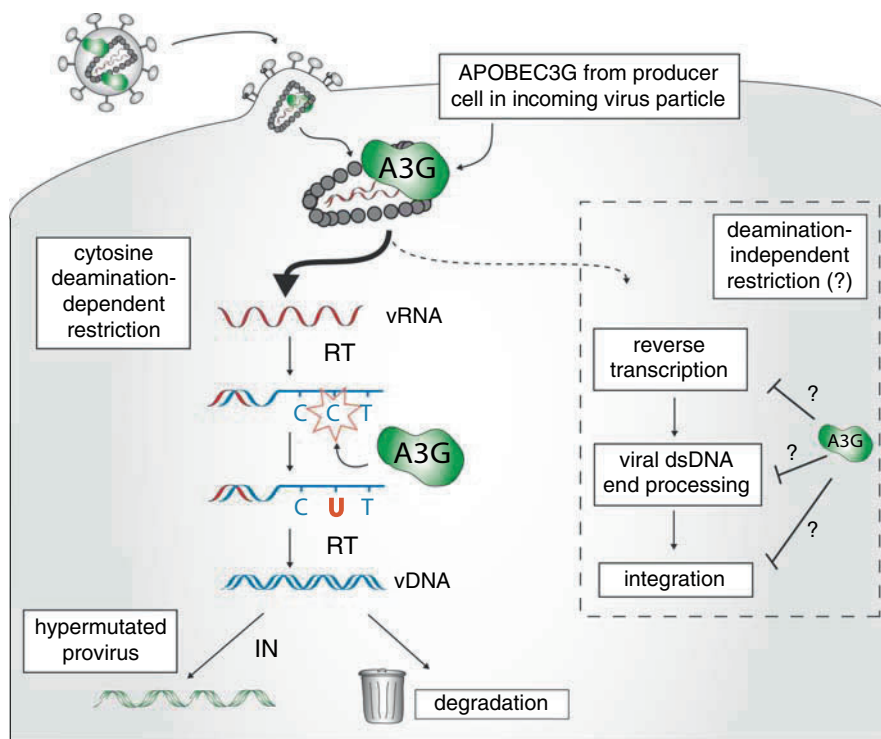 APOBEC3G from producer
cell in incoming virus particle
A3G
cytosine
deamination-
dependent
restriction
deamination-
independent
restriction (?)
vRNA
RT
C C T
A3G
C U T
RT
vDNA
hypermutated
provirus
IN
degradation
reverse
transcription
?
A3G
?
viral dsDNA
end processing
?
integration